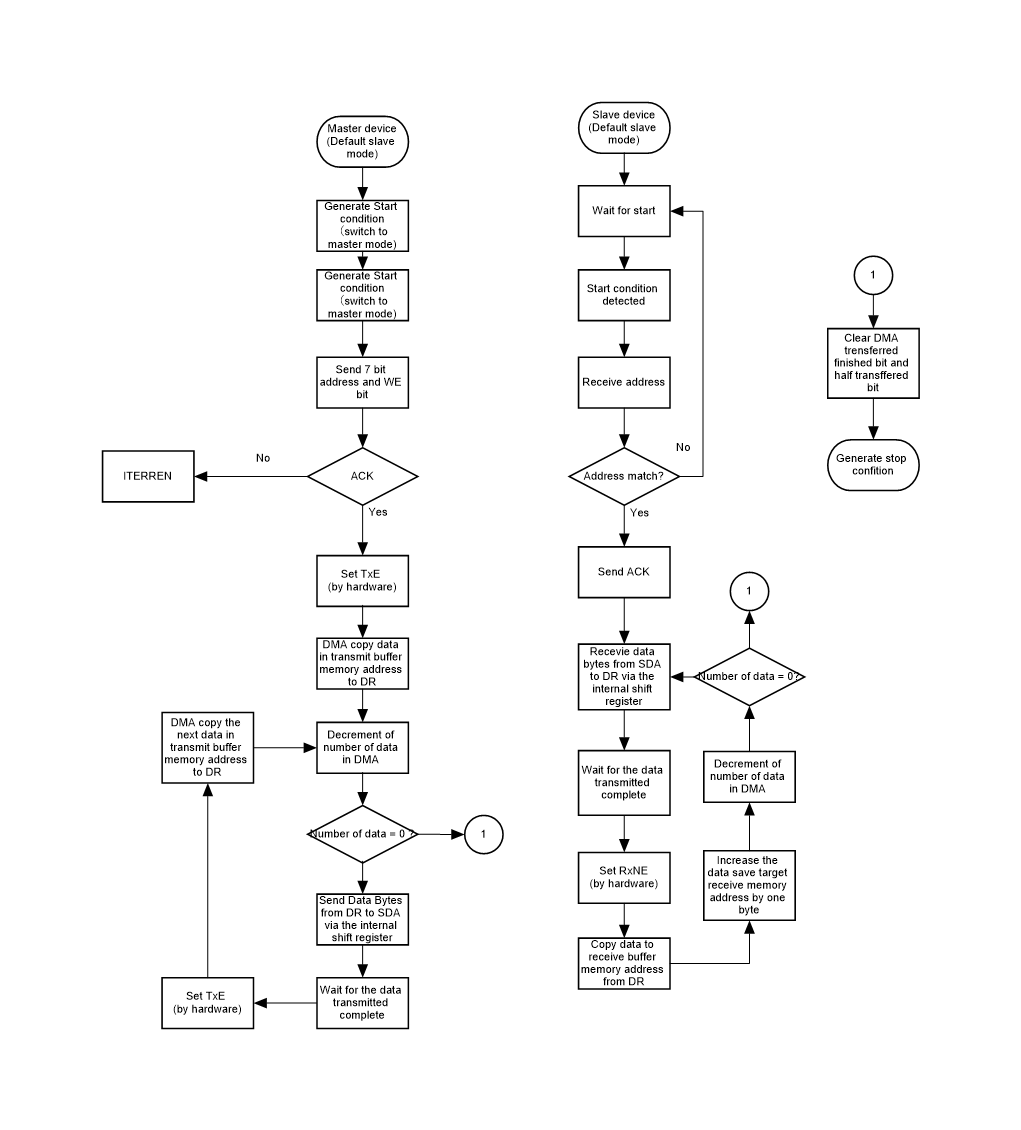 Master device
(Default slave
mode)
Generate Start
condition
(switch to
master mode)
Generate Start
condition
(switch to
master mode)
Send 7 bit
address and WE
bit
ACK
No
ITERREN
Yes
Set TxE
(by hardware)
DMA copy data
in transmit buffer
memory address
to DR
DMA copy the
next data in
transmit buffer
memory address
to DR
Decrement of
number of data
in DMA
Number of data = 0 ?
1
Send Data Bytes
from DR to SDA
via the internal
shift register
Wait for the data
transmitted
complete
Set TxE
(by hardware)
Slave device
(Default slave
mode)
Wait for start
Start condition
detected
Receive address
Address match?
No
Yes
Send ACK
Recevie data
bytes from SDA
to DR via the
internal shift
register
Wait for the data
transmitted
complete
Set RxNE
(by hardware)
Copy data to
receive buffer
memory address
from DR
Increase the
data save target
receive memory
address by one
byte
Decrement of
number of data
in DMA
Number of data = 0?
1
1
Clear DMA
trensferred
finished bit and
half transffered
bit
Generate stop
confition